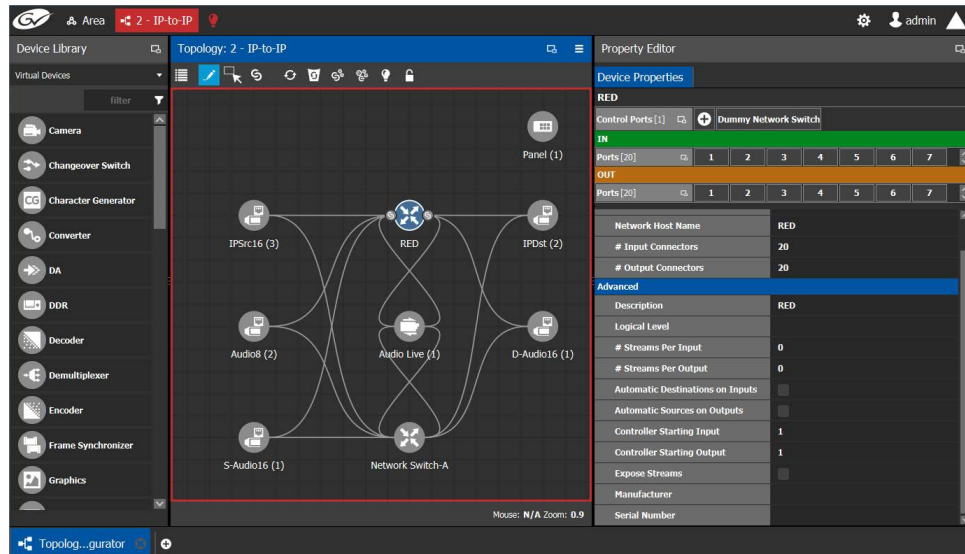 Area
2 - IP-to-IP
admin
Device Library
Topology: 2 - IP-to-IP
Property Editor
Virtual Devices
filter
Camera
Changeover Switch
CG
Character Generator
Converter
DA
DDR
Decoder
Demultiplexer
Encoder
Frame Synchronizer
Graphics
Panel (1)
IPSrc16 (3)
RED
IPDst (2)
Audio8 (2)
Audio Live (1)
D-Audio16 (1)
S-Audio16 (1)
Network Switch-A
Mouse: N/A Zoom: 0.9
Device Properties
RED
Control Ports [1] Dummy Network Switch
IN
Ports [20] 1 2 3 4 5 6 7
OUT
Ports [20] 1 2 3 4 5 6 7
Network Host Name RED
# Input Connectors 20
# Output Connectors 20
Advanced
Description RED
Logical Level
# Streams Per Input 0
# Streams Per Output 0
Automatic Destinations on Inputs
Automatic Sources on Outputs
Controller Starting Input 1
Controller Starting Output 1
Expose Streams
Manufacturer
Serial Number
Topolog...gurator